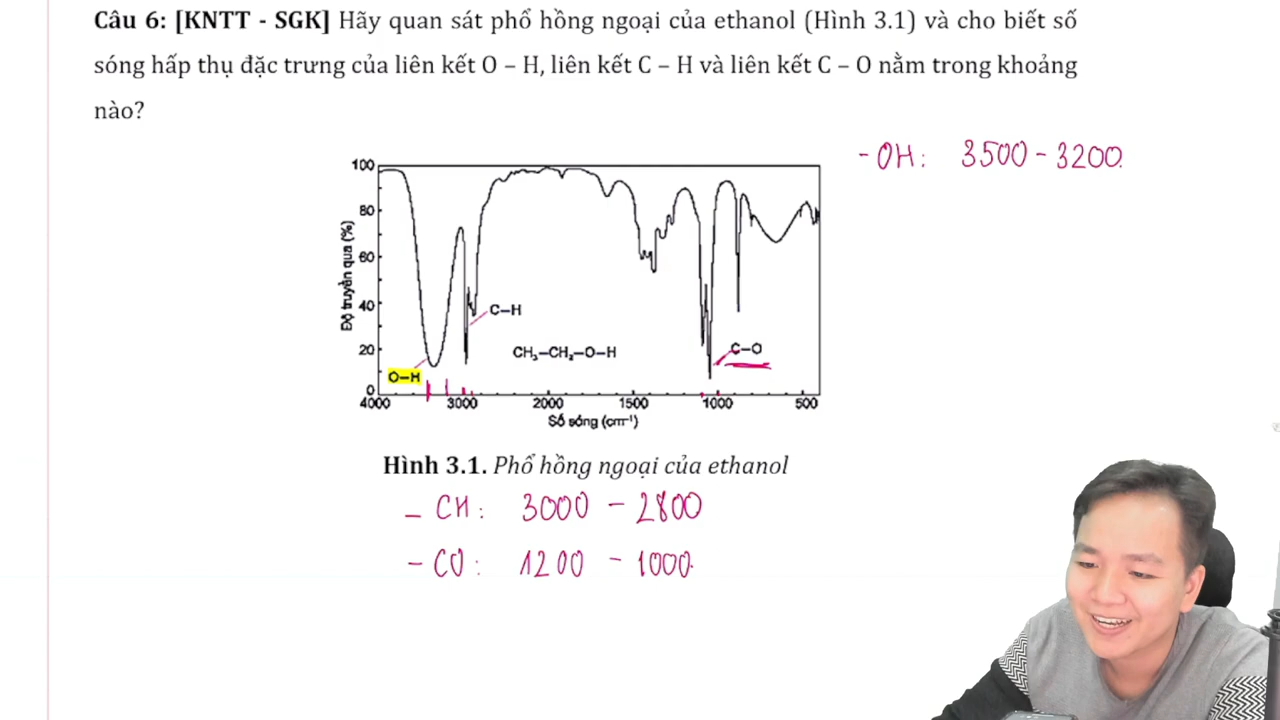 Câu 6: [KNTT - SGK] Hãy quan sát phổ hồng ngoại của ethanol (Hình 3.1) và cho biết số
sóng hấp thụ đặc trưng của liên kết O – H, liên kết C – H và liên kết C – O nằm trong khoảng
nào?
- OH: 3500 - 3200.
100
80
60
40
20
0
Độ truyền qua (%)
C–H
CH₃–CH₂–O–H
C–O
O–H
4000 3000 2000 1500 1000 500
Số sóng (cm⁻¹)
Hình 3.1. Phổ hồng ngoại của ethanol
- CH: 3000 - 2800
- CO: 1200 - 1000.